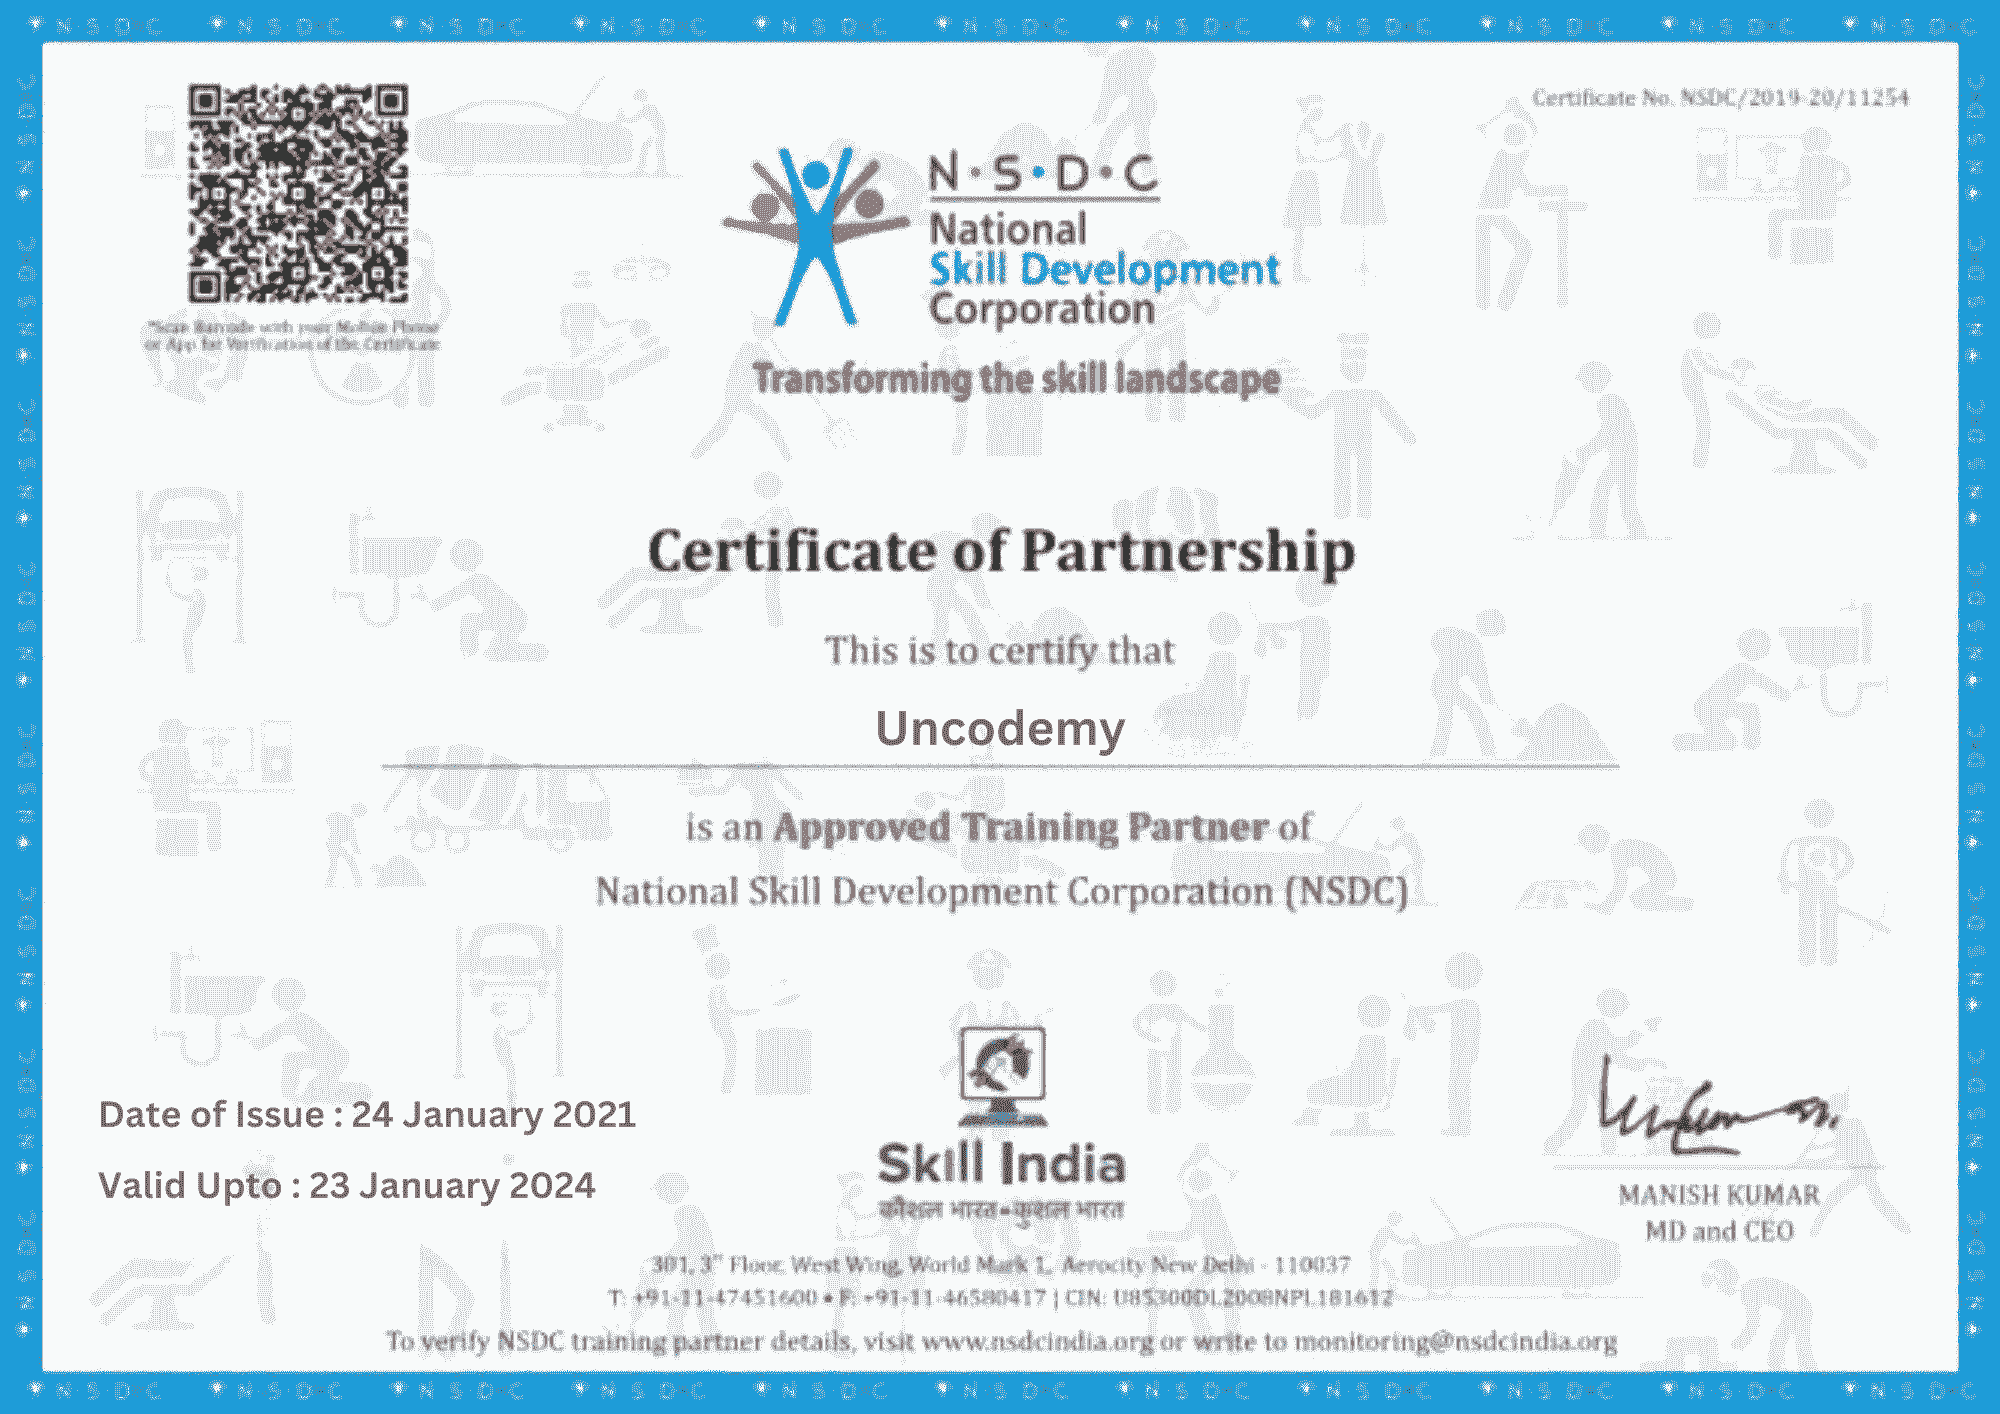 Certificate No. NSDC/2019-20/11254
N·S·D·C
National
Skill Development
Corporation
Transforming the skill landscape
*Scan Barcode with your Mobile Phone
or App for Verification of the Certificate
Certificate of Partnership
This is to certify that
Uncodemy
is an Approved Training Partner of
National Skill Development Corporation (NSDC)
Date of Issue : 24 January 2021
Valid Upto : 23 January 2024
Skill India
कौशल भारत-कुशल भारत
MANISH KUMAR
MD and CEO
301, 3rd Floor, West Wing, World Mark 1, Aerocity New Delhi - 110037
T: +91-11-47451600 • F: +91-11-46580417 | CIN: U85300DL2008NPL181612
To verify NSDC training partner details, visit www.nsdcindia.org or write to monitoring@nsdcindia.org